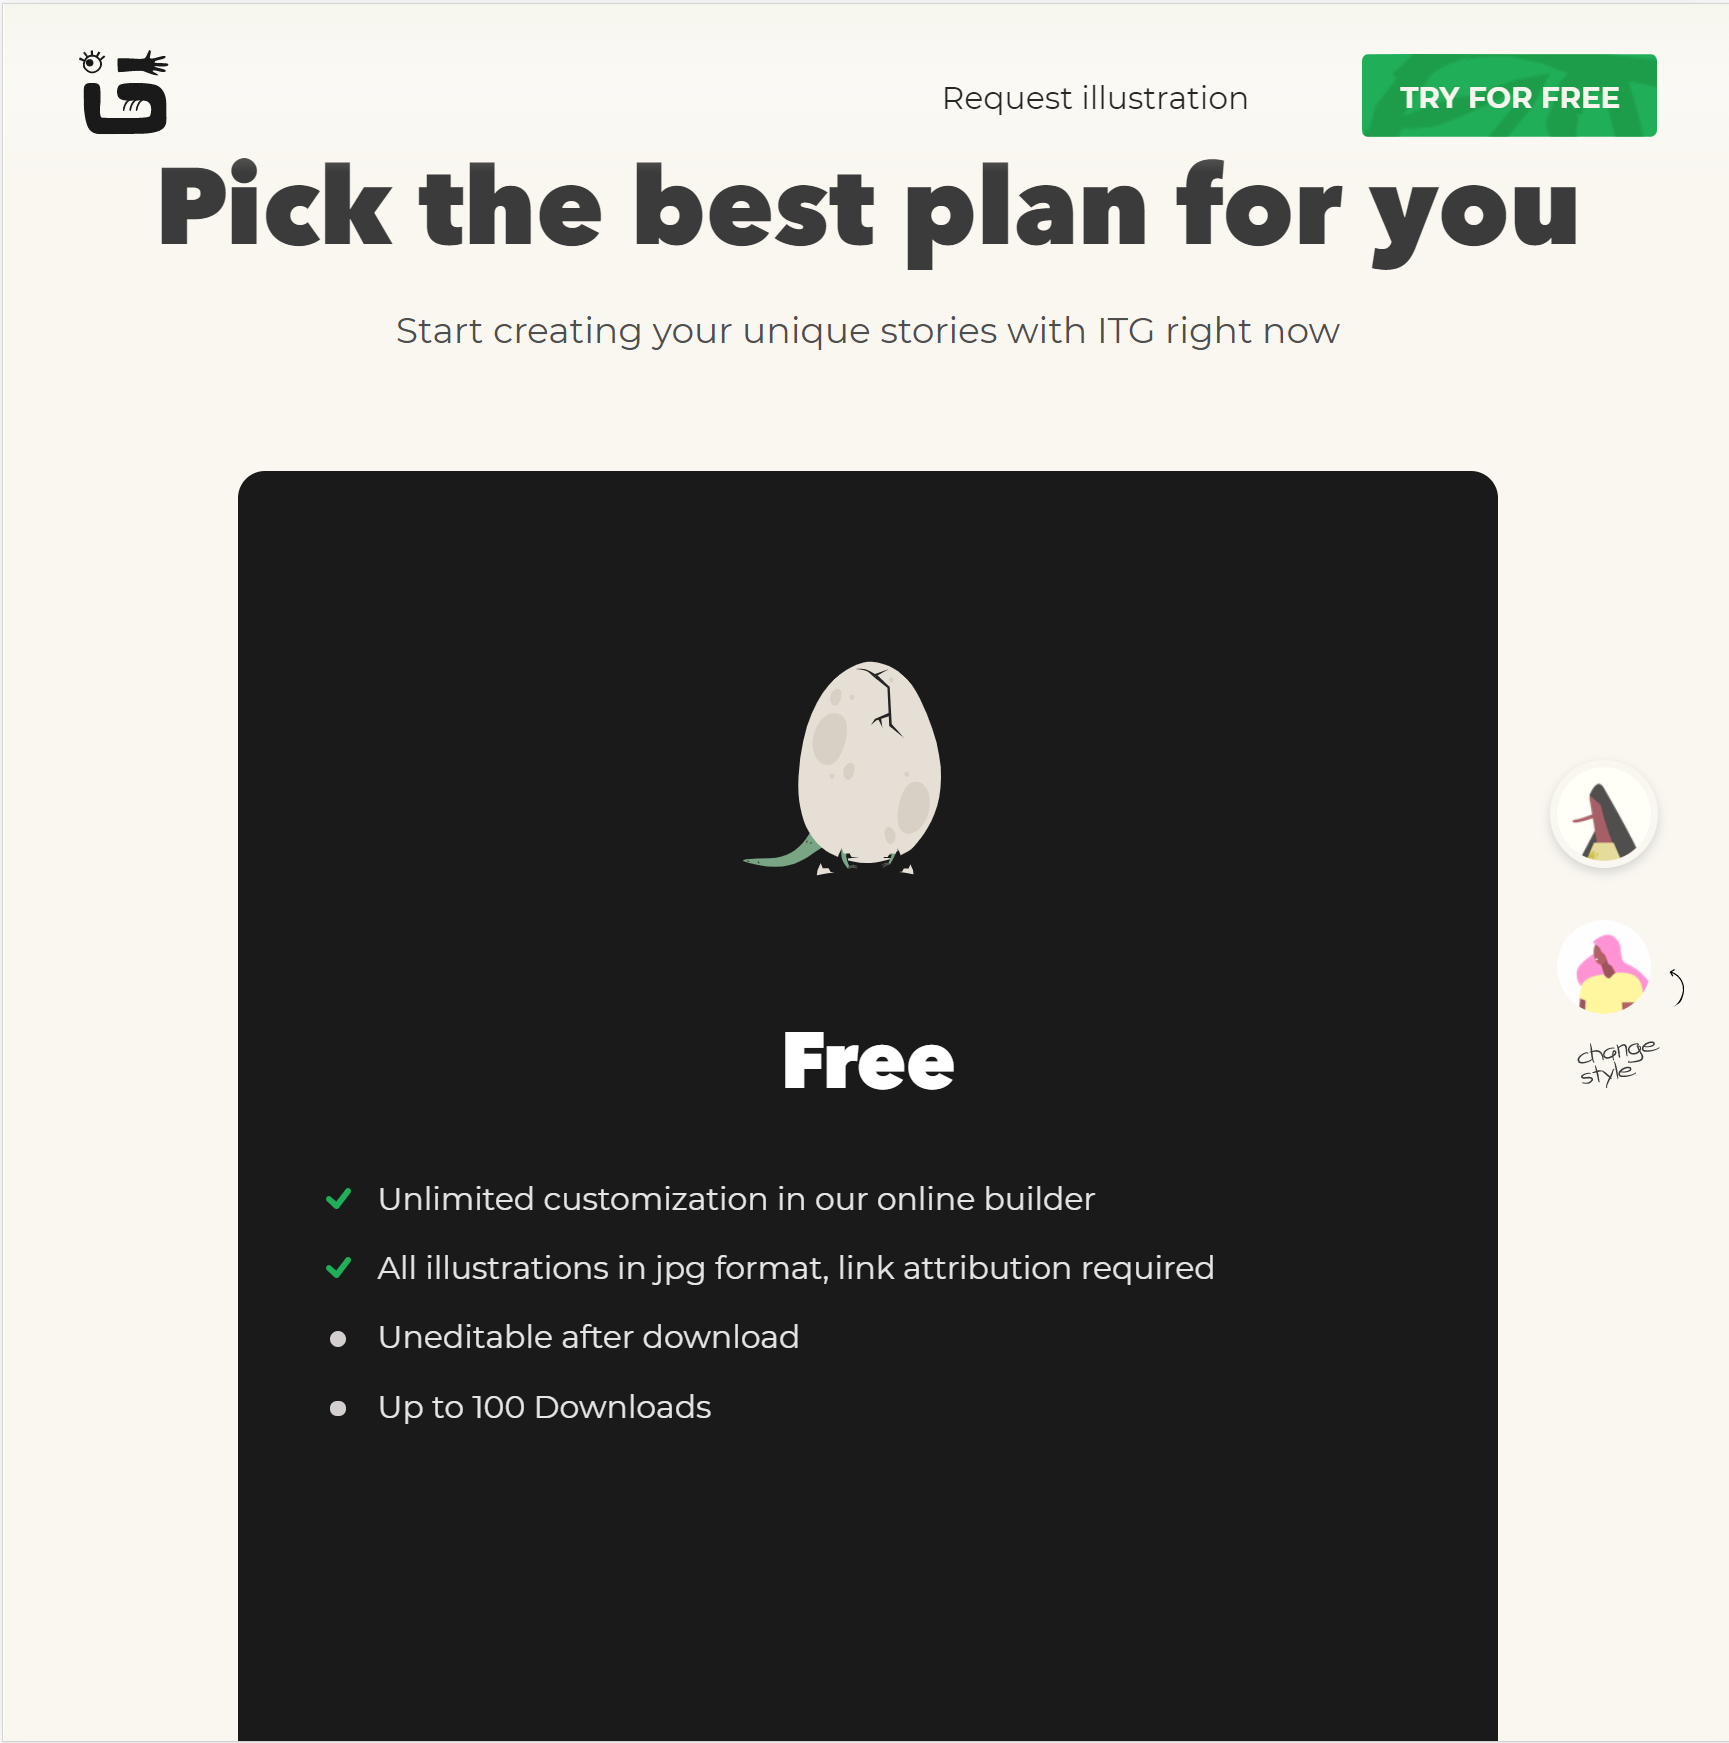 Request illustration
TRY FOR FREE
Pick the best plan for you
Start creating your unique stories with ITG right now
Free
Unlimited customization in our online builder
All illustrations in jpg format, link attribution required
Uneditable after download
Up to 100 Downloads
change
style